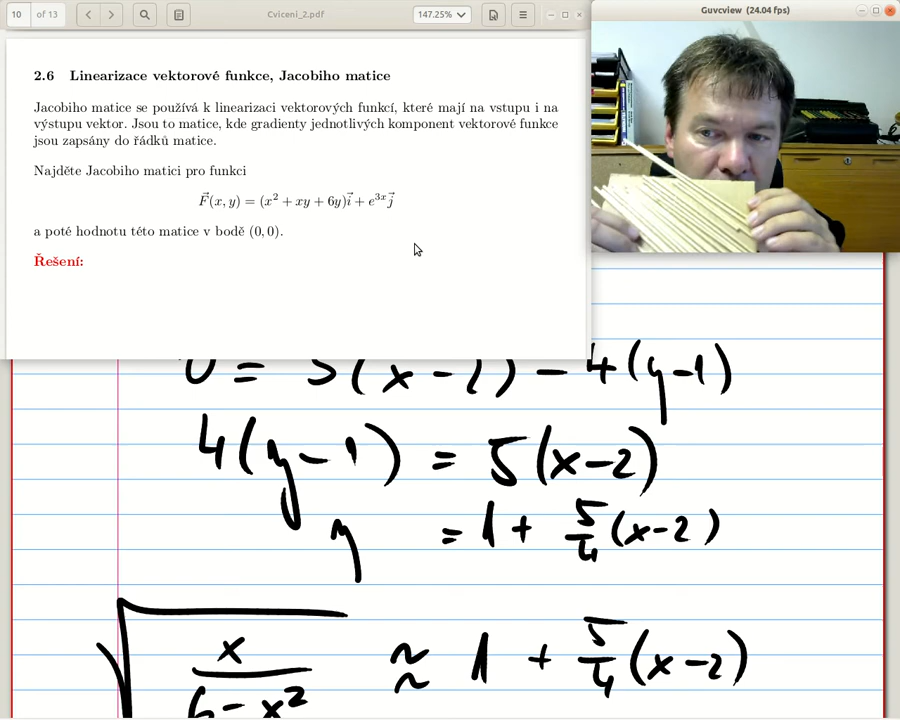 10 of 13
Cviceni_2.pdf
147.25%
Guvcview (24.04 fps)
2.6 Linearizace vektorové funkce, Jacobiho matice
Jacobiho matice se používá k linearizaci vektorových funkcí, které mají na vstupu i na
výstupu vektor. Jsou to matice, kde gradienty jednotlivých komponent vektorové funkce
jsou zapsány do řádků matice.
Najděte Jacobiho matici pro funkci
F⃗(x, y) = (x² + xy + 6y)i⃗ + e³ˣj⃗
a poté hodnotu této matice v bodě (0, 0).
Řešení:
0 = 5(x-2) - 4(y-1)
4(y-1) = 5(x-2)
y = 1 + 5/4 (x-2)
√(x/(6-x²)) ≈ 1 + 5/4 (x-2)